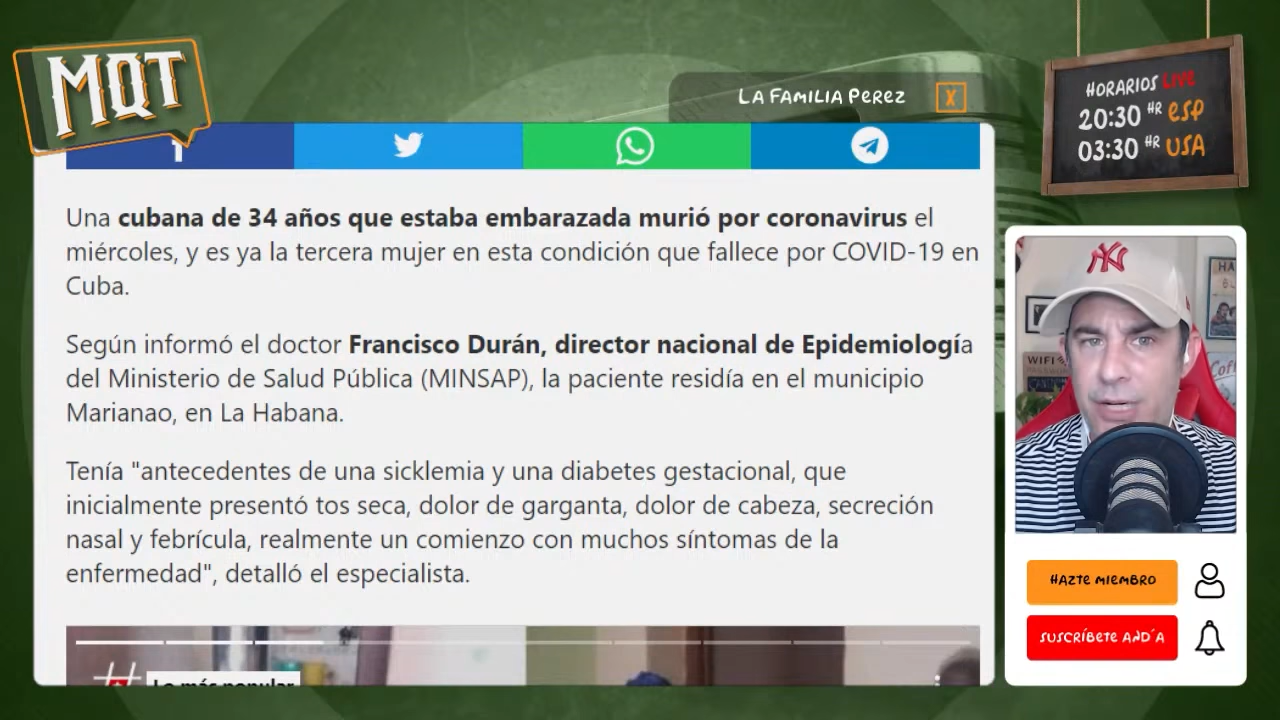 MQT
LA FAMILIA PEREZ
X
HORARIOS LIVE
20:30 HR ESP
03:30 HR USA
Una cubana de 34 años que estaba embarazada murió por coronavirus el
miércoles, y es ya la tercera mujer en esta condición que fallece por COVID-19 en
Cuba.
Según informó el doctor Francisco Durán, director nacional de Epidemiología
del Ministerio de Salud Pública (MINSAP), la paciente residía en el municipio
Marianao, en La Habana.
Tenía "antecedentes de una sicklemia y una diabetes gestacional, que
inicialmente presentó tos seca, dolor de garganta, dolor de cabeza, secreción
nasal y febrícula, realmente un comienzo con muchos síntomas de la
enfermedad", detalló el especialista.
Lo más popular
NY
WIFI
HAZTE MIEMBRO
SUSCRÍBETE AND´A